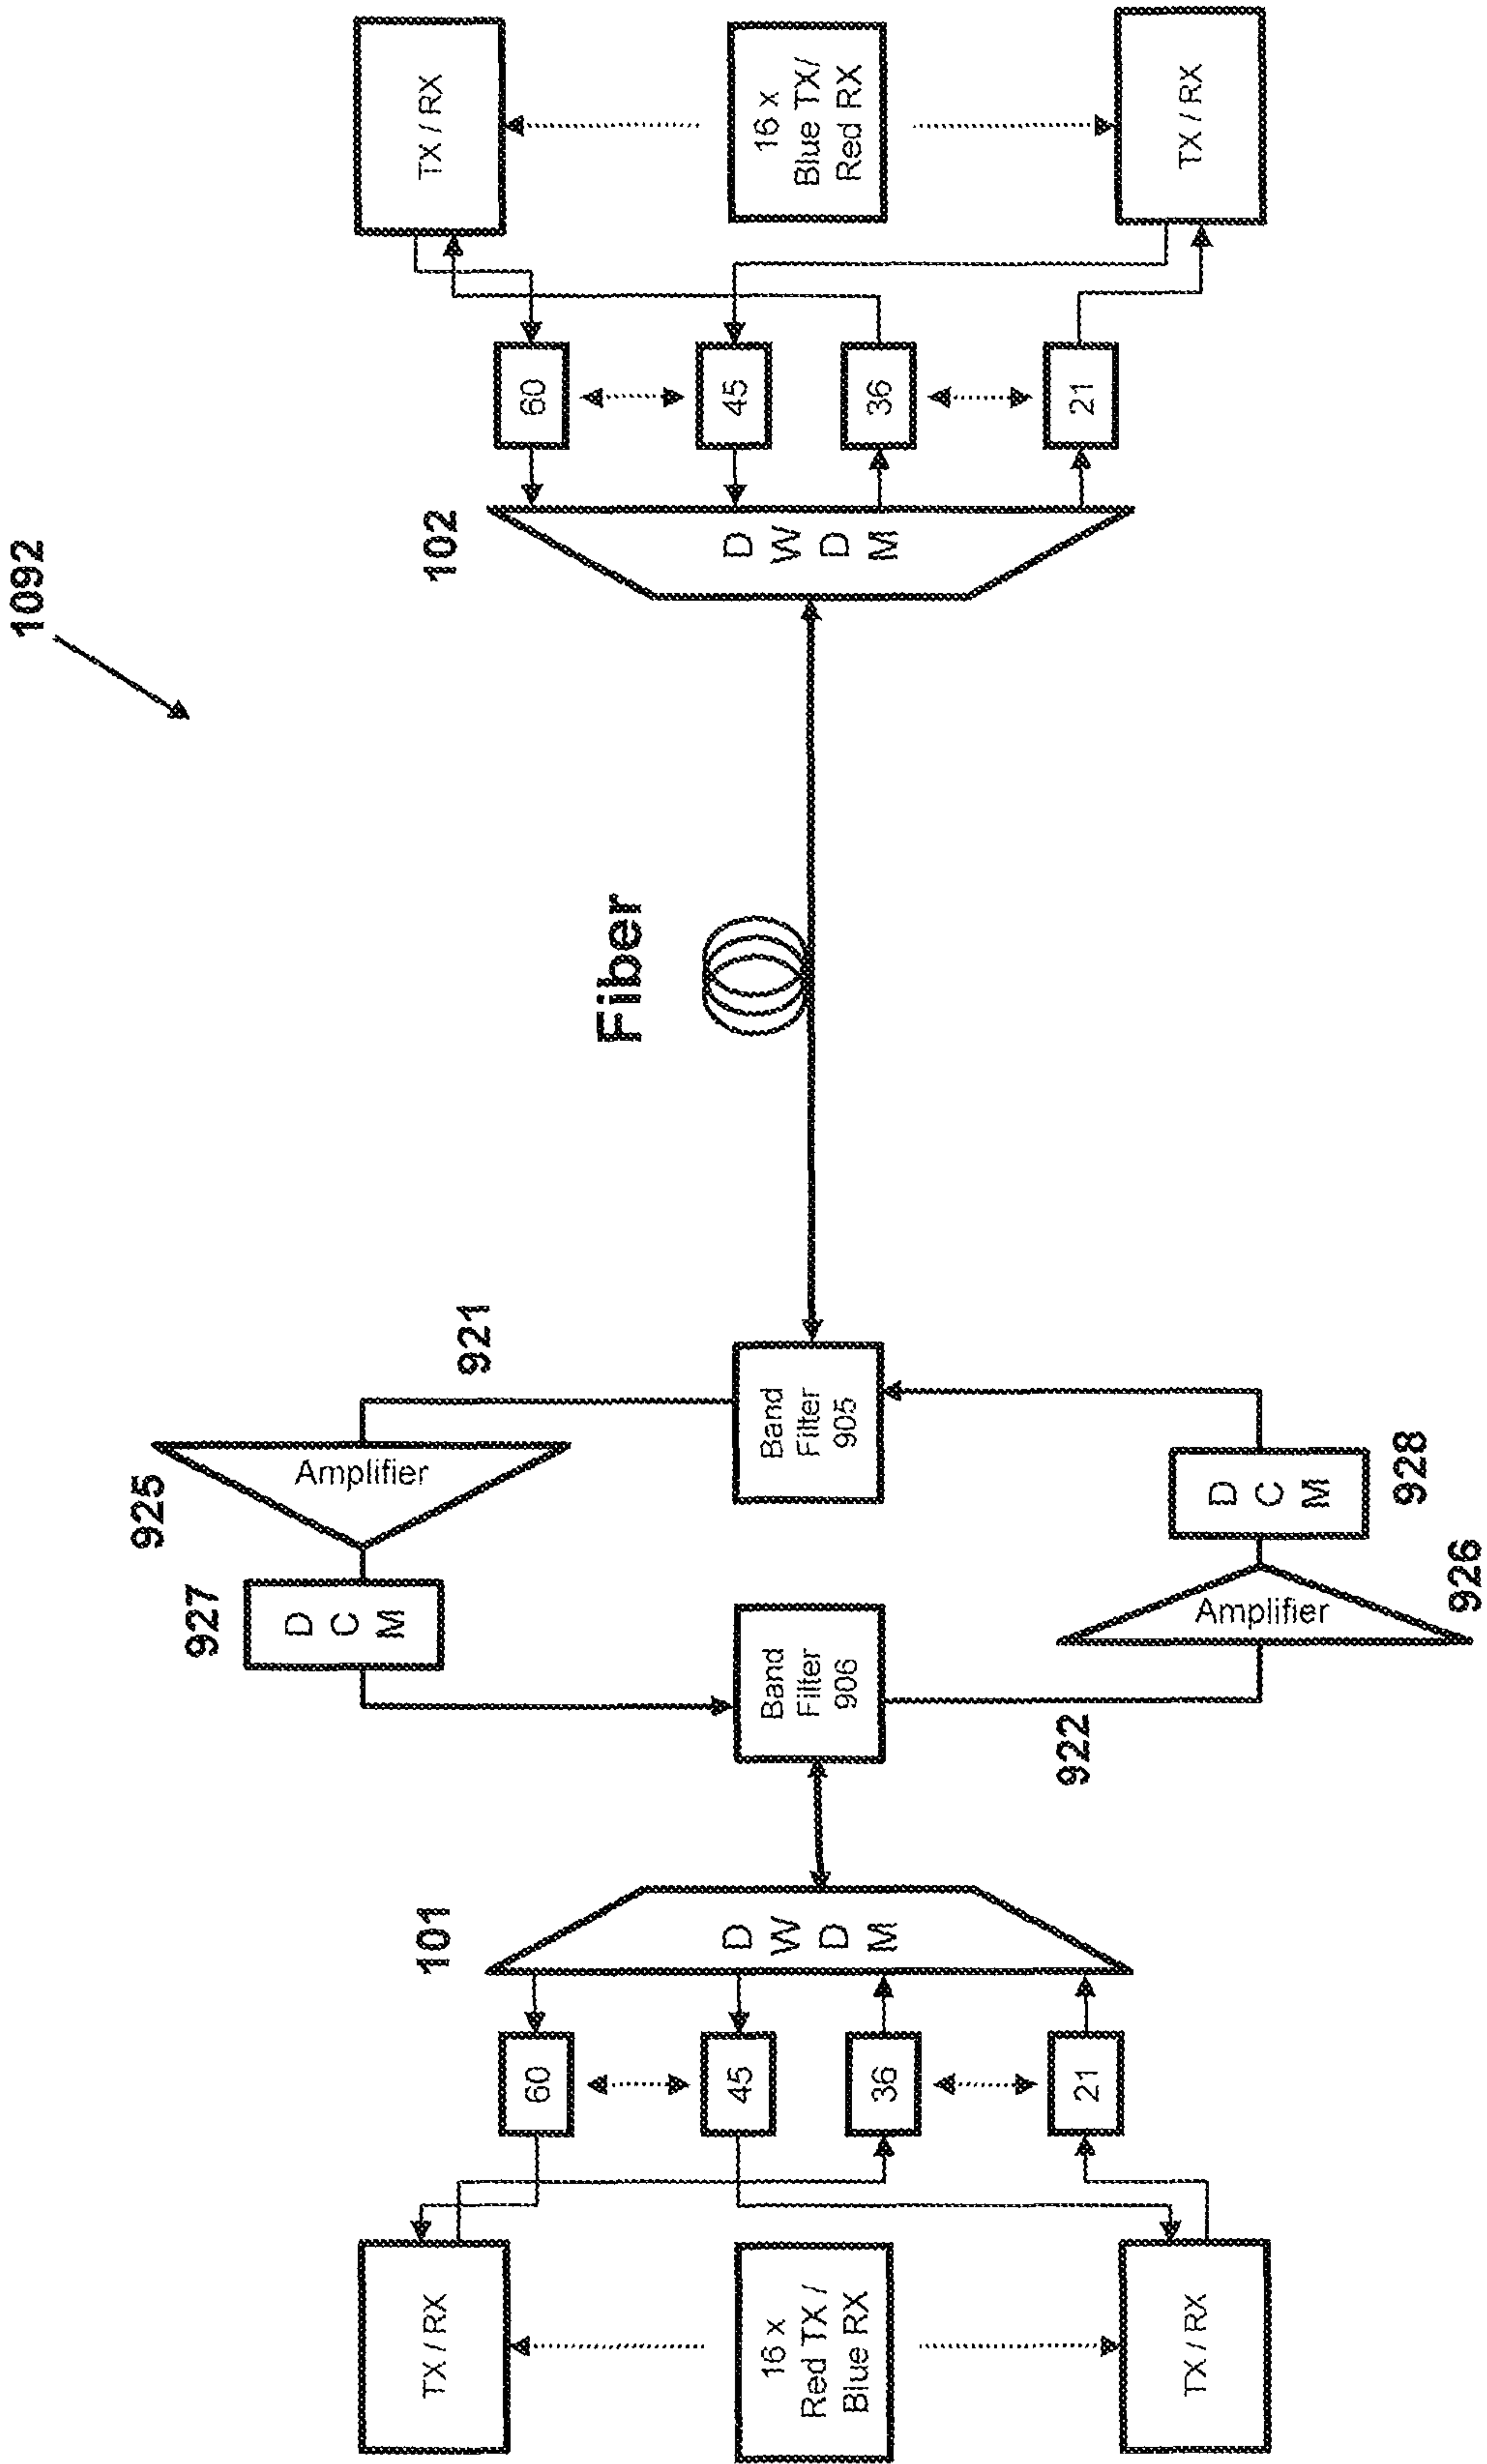 1092
TX / RX
16 x
Red TX /
Blue RX
TX / RX
60
45
36
21
101
D
W
D
M
927
D
C
M
925
Amplifier
921
Band
Filter
906
Band
Filter
905
922
Amplifier
926
D
C
M
928
Fiber
102
D
W
D
M
60
45
36
21
TX / RX
16 x
Blue TX/
Red RX
TX / RX